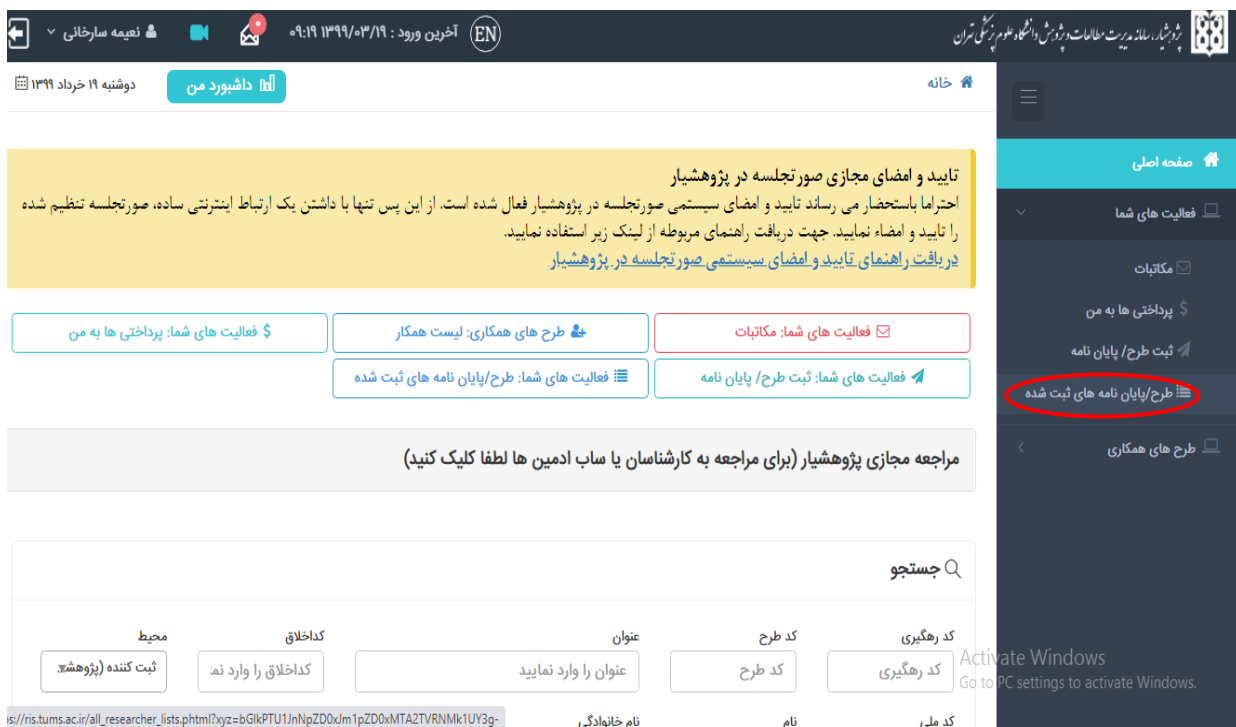 پژوهشیار، سامانه مدیریت مطالعات و پژوهش دانشگاه علوم پزشکی تهران
EN
آخرین ورود : ۱۳۹۹/۰۳/۱۹ ۰۹:۱۹
نعیمه سارخانی
خانه
داشبورد من
دوشنبه ۱۹ خرداد ۱۳۹۹
صفحه اصلی
فعالیت های شما
مکاتبات
پرداختی ها به من
ثبت طرح/ پایان نامه
طرح/پایان نامه های ثبت شده
طرح های همکاری
تایید و امضای مجازی صورتجلسه در پژوهشیار
احتراما باستحضار می رساند تایید و امضای سیستمی صورتجلسه در پژوهشیار فعال شده است. از این پس تنها با داشتن یک ارتباط اینترنتی ساده، صورتجلسه تنظیم شده
را تایید و امضاء نمایید. جهت دریافت راهنمای مربوطه از لینک زیر استفاده نمایید.
دریافت راهنمای تایید و امضای سیستمی صورتجلسه در پژوهشیار
فعالیت های شما: مکاتبات
طرح های همکاری: لیست همکار
$ فعالیت های شما: پرداختی ها به من
فعالیت های شما: ثبت طرح/ پایان نامه
فعالیت های شما: طرح/پایان نامه های ثبت شده
مراجعه مجازی پژوهشیار (برای مراجعه به کارشناسان یا ساب ادمین ها لطفا کلیک کنید)
جستجو
کد رهگیری
کد طرح
عنوان
کداخلاق
محیط
کد رهگیری
کد طرح
عنوان را وارد نمایید
کداخلاق را وارد نما
ثبت کننده (پژوهشـ
کد ملی
نام
نام خانوادگی
Activate Windows
Go to PC settings to activate Windows.
s://ris.tums.ac.ir/all_researcher_lists.phtml?xyz=